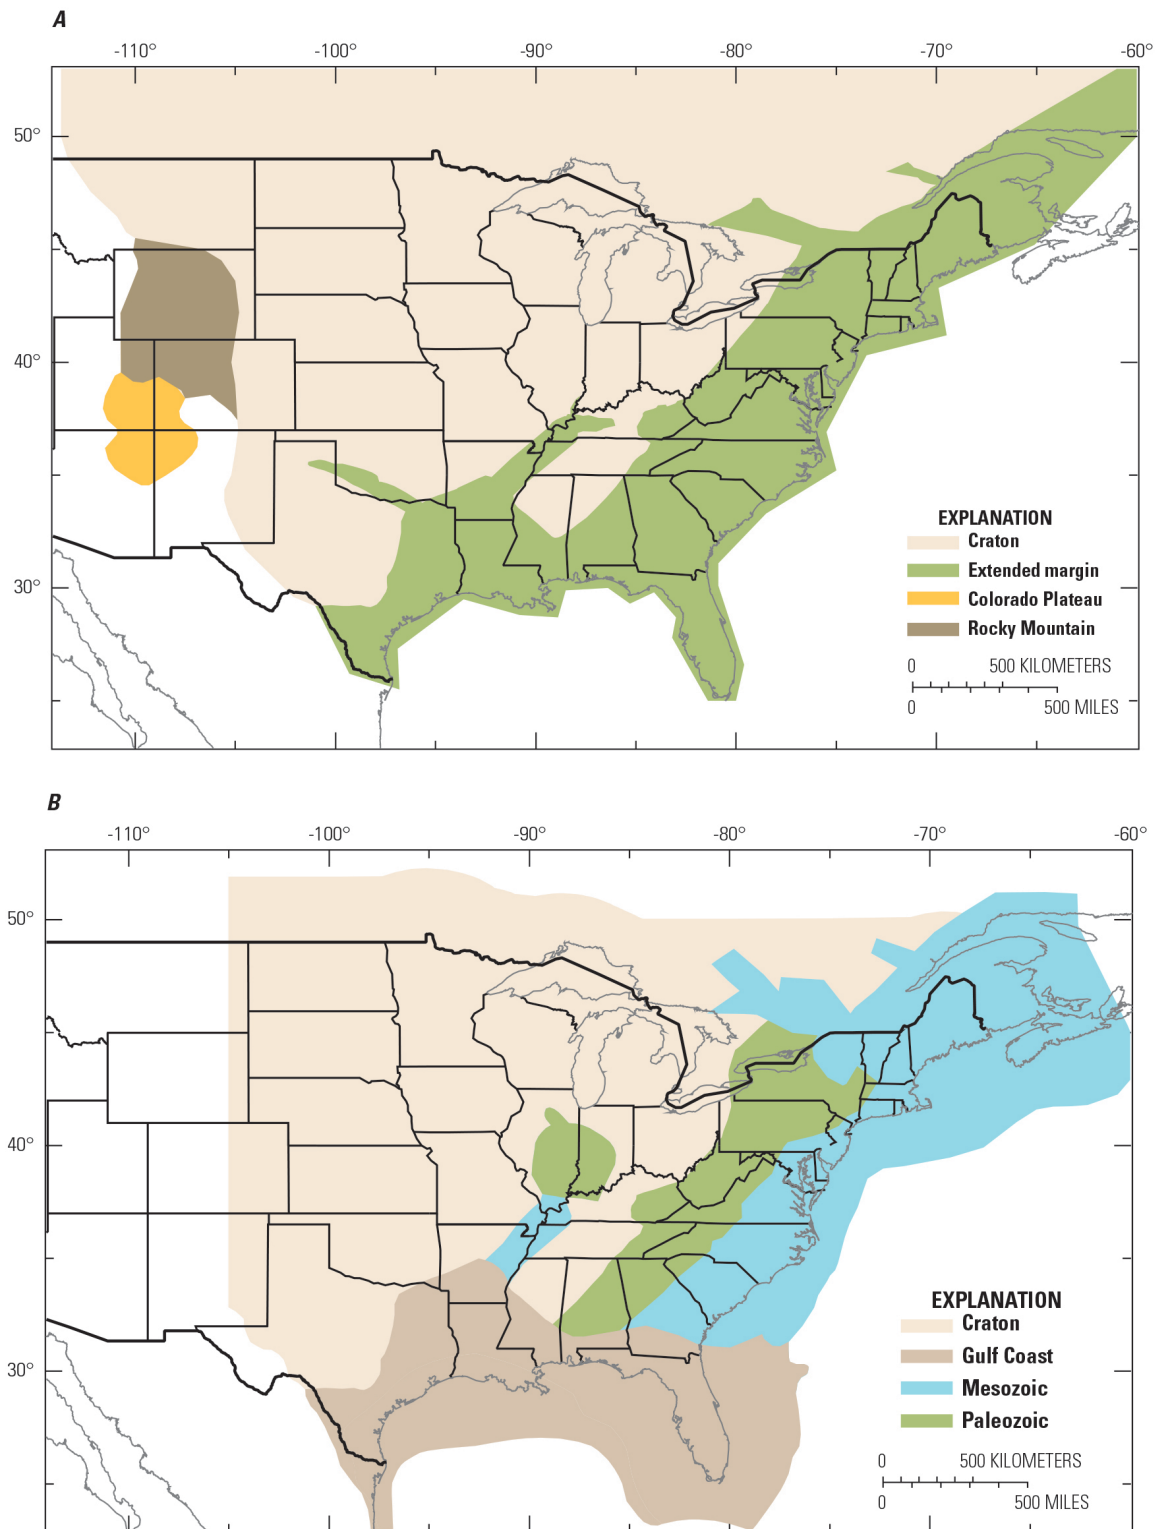 A
-110° -100° -90° -80° -70° -60°
50°
40°
30°
EXPLANATION
Craton
Extended margin
Colorado Plateau
Rocky Mountain
0 500 KILOMETERS
0 500 MILES
B
-110° -100° -90° -80° -70° -60°
50°
40°
30°
EXPLANATION
Craton
Gulf Coast
Mesozoic
Paleozoic
0 500 KILOMETERS
0 500 MILES